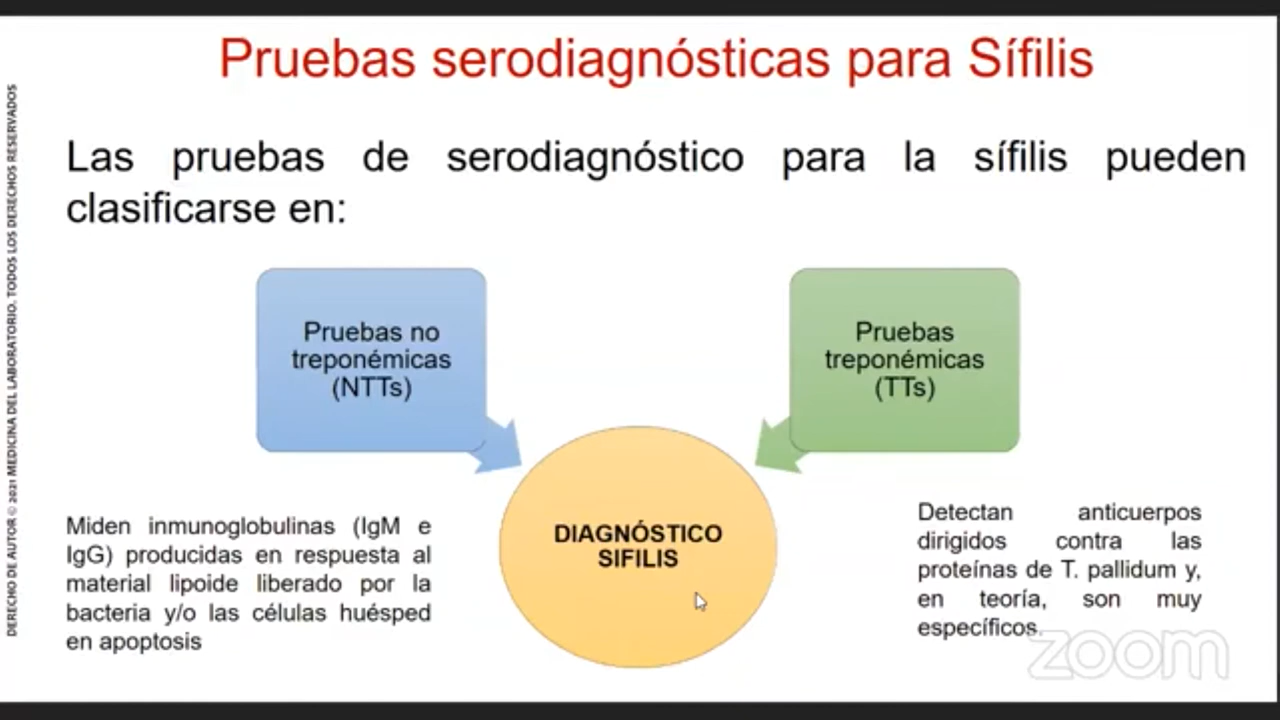 Pruebas serodiagnósticas para Sífilis
Las pruebas de serodiagnóstico para la sífilis pueden
clasificarse en:
Pruebas no
treponémicas
(NTTs)
Pruebas
treponémicas
(TTs)
DIAGNÓSTICO
SIFILIS
Miden inmunoglobulinas (IgM e
IgG) producidas en respuesta al
material lipoide liberado por la
bacteria y/o las células huésped
en apoptosis
Detectan anticuerpos
dirigidos contra las
proteínas de T. pallidum y,
en teoría, son muy
específicos.
zoom
DERECHO DE AUTOR © 2021 MEDICINA DEL LABORATORIO. TODOS LOS DERECHOS RESERVADOS